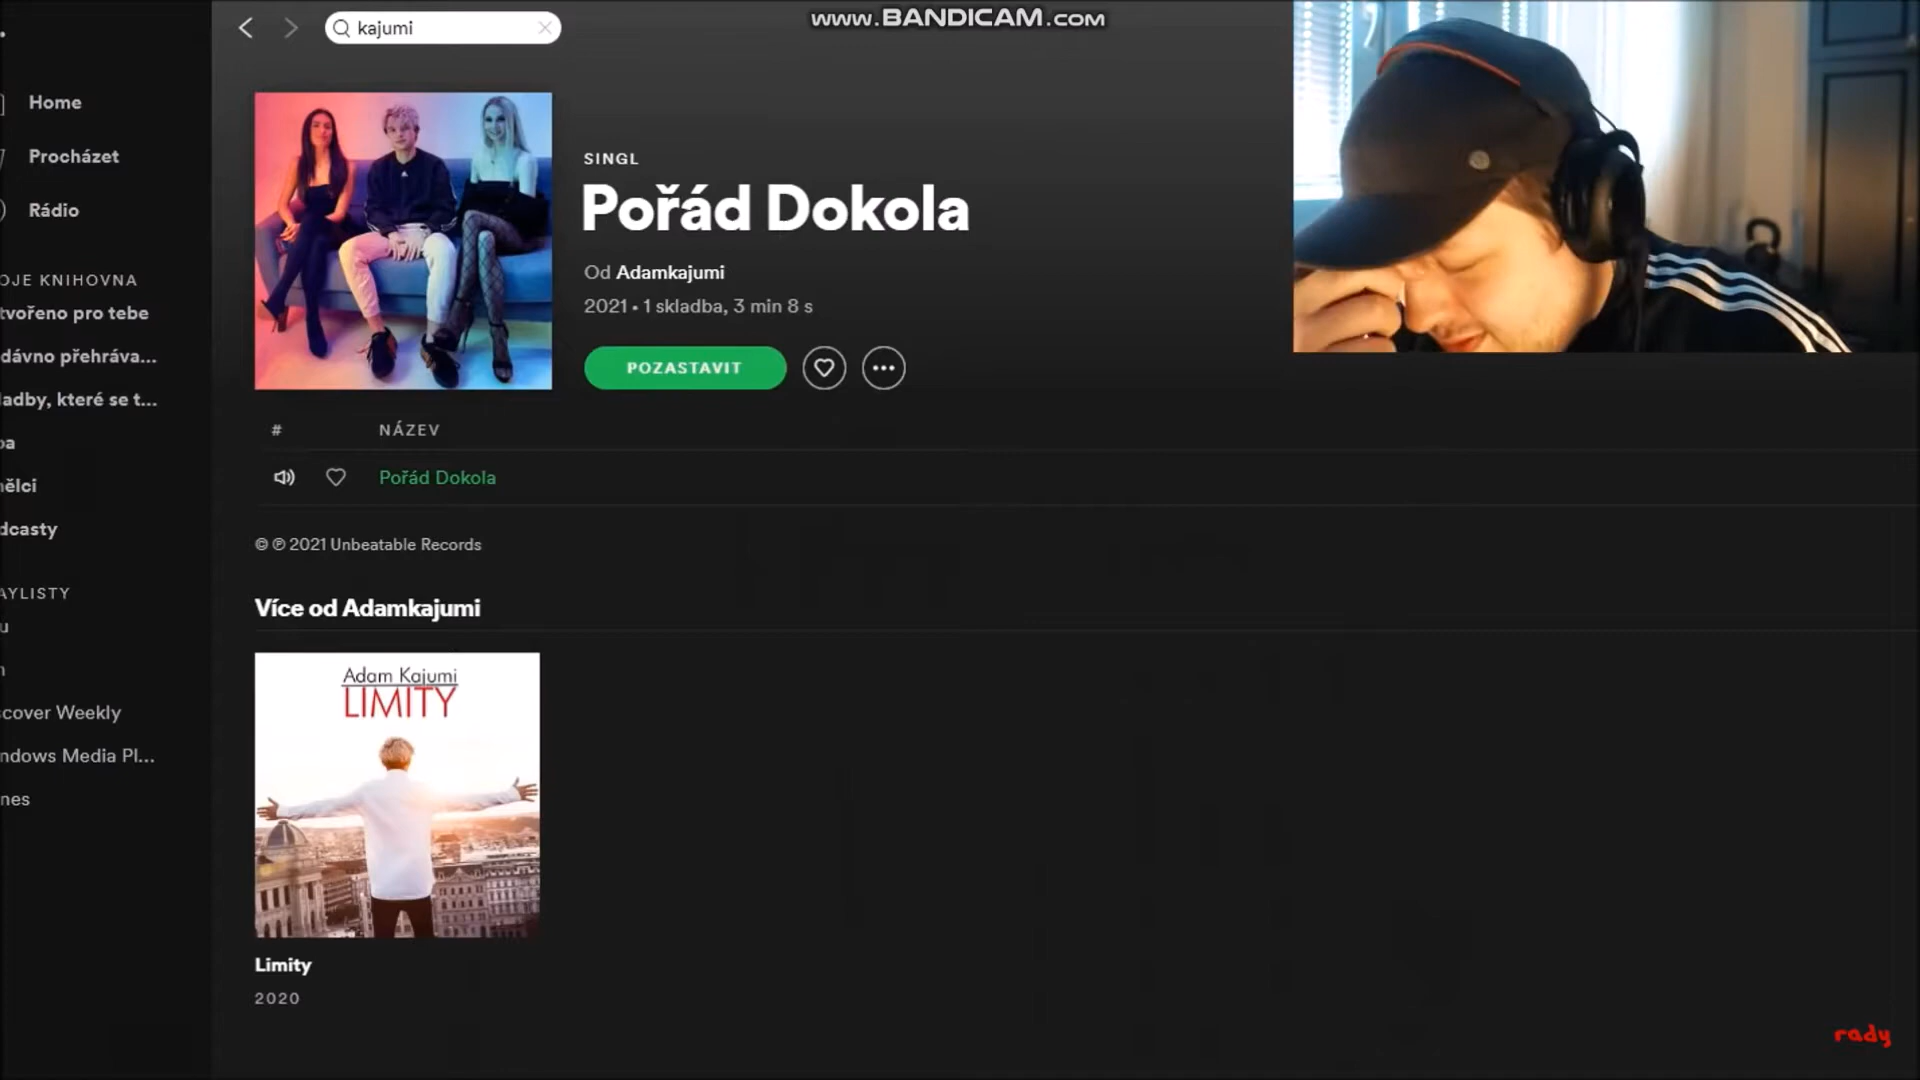 kajumi
www.BANDICAM.com
Home
Procházet
Rádio
OJE KNIHOVNA
tvořeno pro tebe
dávno přehráva...
ladby, které se t...
ba
nělci
dcasty
AYLISTY
u
scover Weekly
ndows Media Pl...
nes
SINGL
Pořád Dokola
Od Adamkajumi
2021 • 1 skladba, 3 min 8 s
POZASTAVIT
# NÁZEV
Pořád Dokola
© ℗ 2021 Unbeatable Records
Více od Adamkajumi
Adam Kajumi
LIMITY
Limity
2020
rady